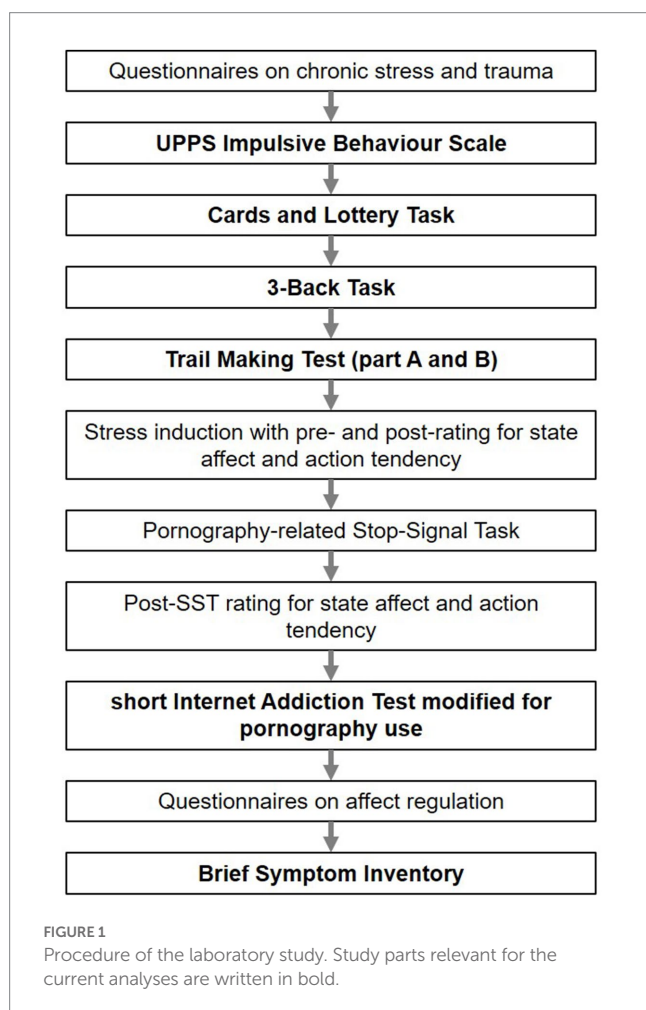 Questionnaires on chronic stress and trauma
UPPS Impulsive Behaviour Scale
Cards and Lottery Task
3-Back Task
Trail Making Test (part A and B)
Stress induction with pre- and post-rating for state
affect and action tendency
Pornography-related Stop-Signal Task
Post-SST rating for state affect and action
tendency
short Internet Addiction Test modified for
pornography use
Questionnaires on affect regulation
Brief Symptom Inventory
FIGURE 1
Procedure of the laboratory study. Study parts relevant for the
current analyses are written in bold.